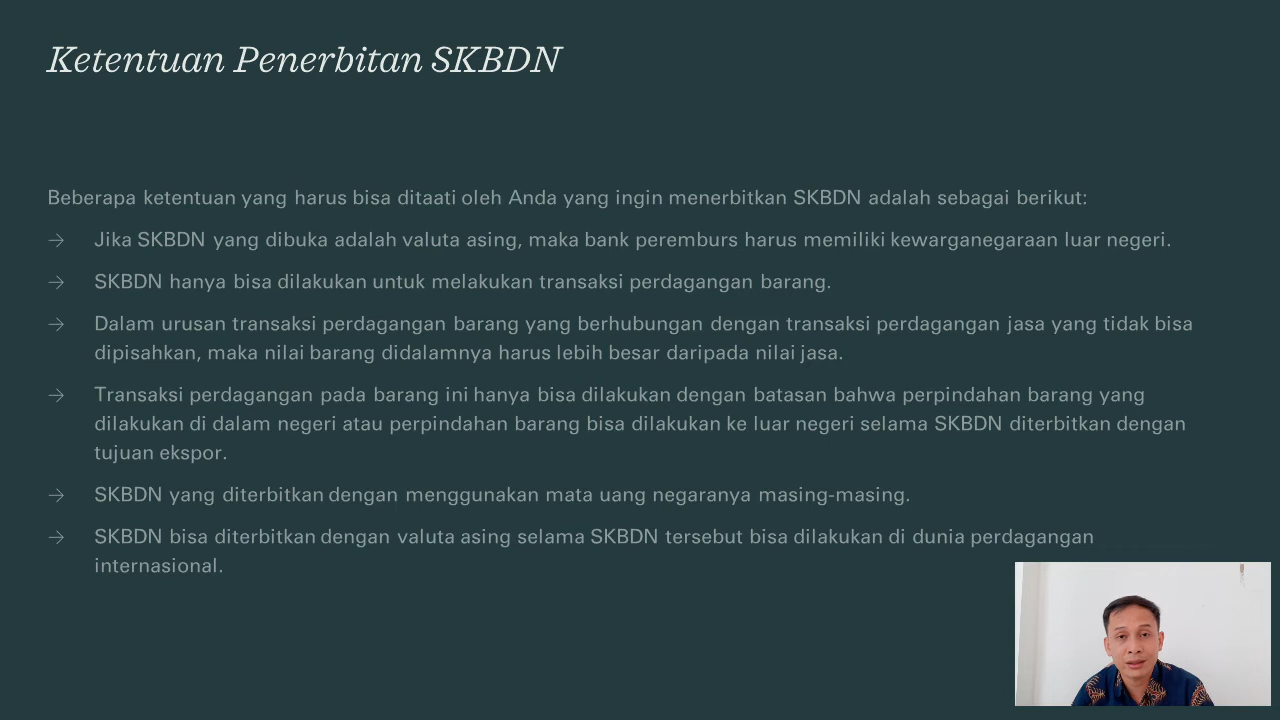 Ketentuan Penerbitan SKBDN
Beberapa ketentuan yang harus bisa ditaati oleh Anda yang ingin menerbitkan SKBDN adalah sebagai berikut:
→ Jika SKBDN yang dibuka adalah valuta asing, maka bank peremburs harus memiliki kewarganegaraan luar negeri.
→ SKBDN hanya bisa dilakukan untuk melakukan transaksi perdagangan barang.
→ Dalam urusan transaksi perdagangan barang yang berhubungan dengan transaksi perdagangan jasa yang tidak bisa
dipisahkan, maka nilai barang didalamnya harus lebih besar daripada nilai jasa.
→ Transaksi perdagangan pada barang ini hanya bisa dilakukan dengan batasan bahwa perpindahan barang yang
dilakukan di dalam negeri atau perpindahan barang bisa dilakukan ke luar negeri selama SKBDN diterbitkan dengan
tujuan ekspor.
→ SKBDN yang diterbitkan dengan menggunakan mata uang negaranya masing-masing.
→ SKBDN bisa diterbitkan dengan valuta asing selama SKBDN tersebut bisa dilakukan di dunia perdagangan
internasional.